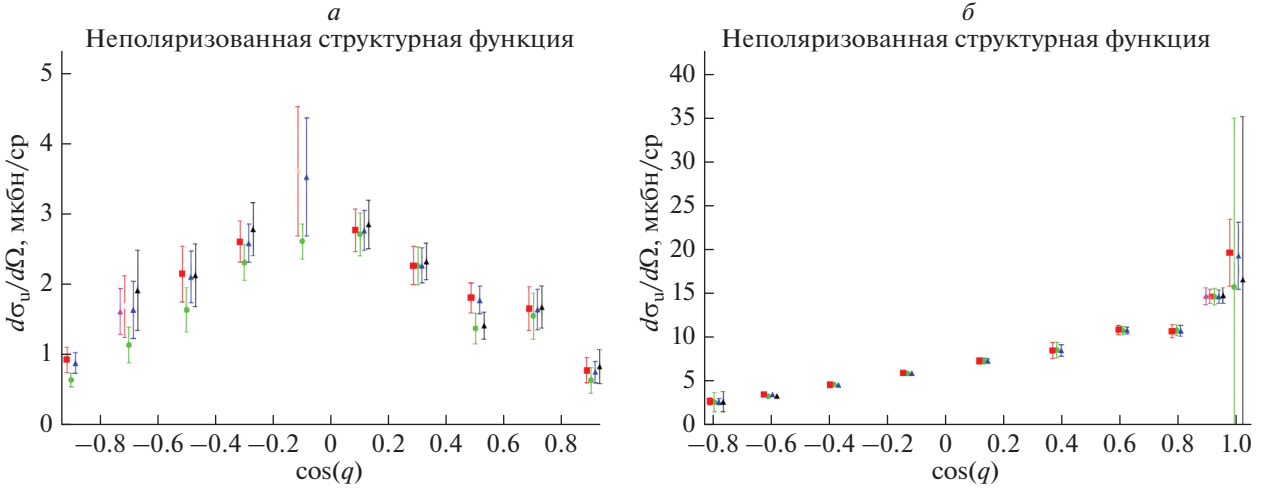 а
Неполяризованная структурная функция
dσu/dΩ, мкбн/ср
5
4
3
2
1
0
−0.8 −0.6 −0.4 −0.2 0 0.2 0.4 0.6 0.8
cos(q)
б
Неполяризованная структурная функция
dσu/dΩ, мкбн/ср
40
35
30
25
20
15
10
5
0
−0.8 −0.6 −0.4 −0.2 0 0.2 0.4 0.6 0.8 1.0
cos(q)